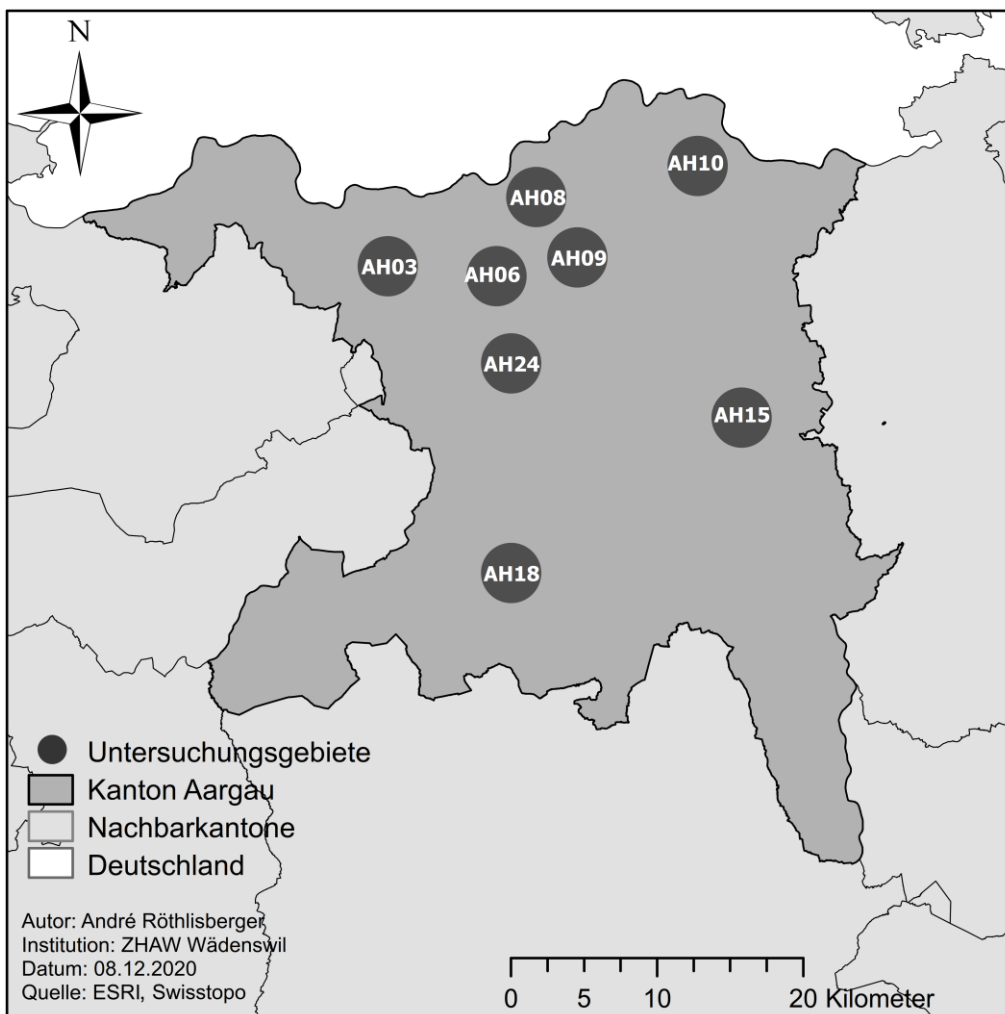 N
AH10
AH08
AH09
AH03
AH06
AH24
AH15
AH18
Untersuchungsgebiete
Kanton Aargau
Nachbarkantone
Deutschland
Autor: André Röthlisberger
Institution: ZHAW Wädenswil
Datum: 08.12.2020
Quelle: ESRI, Swisstopo
0 5 10 20 Kilometer